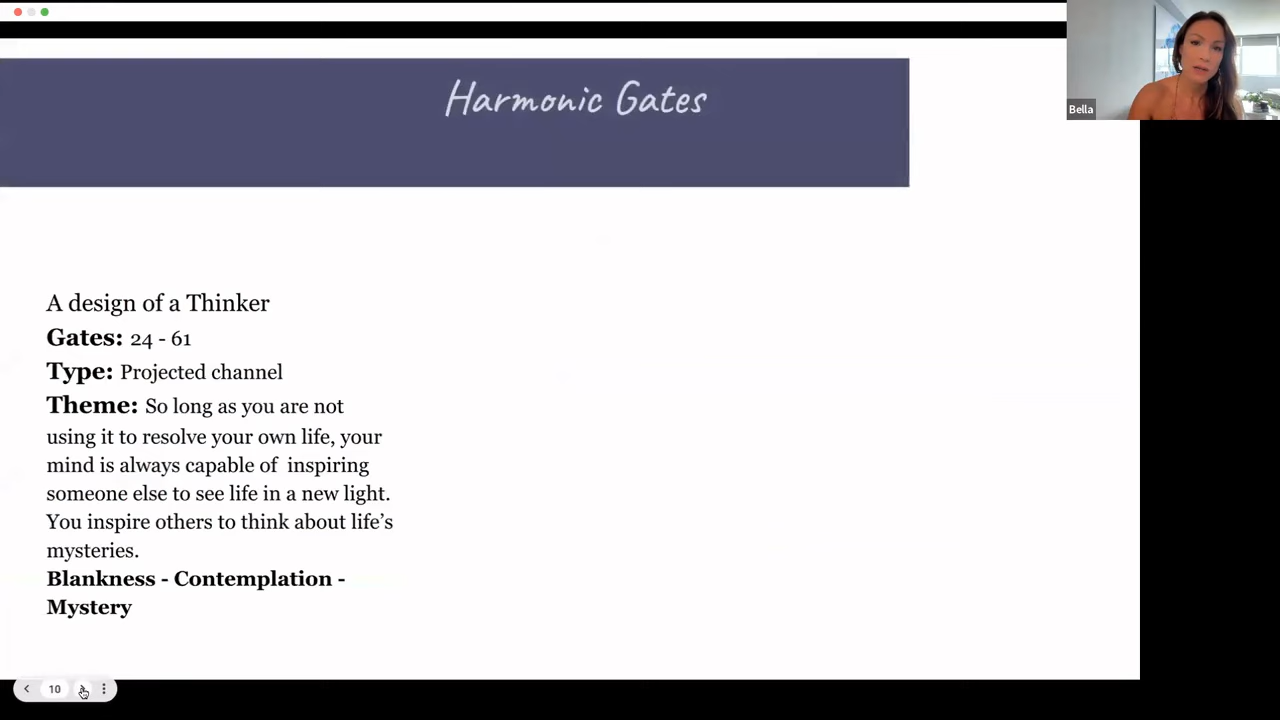 Harmonic Gates
Bella
A design of a Thinker
Gates: 24 - 61
Type: Projected channel
Theme: So long as you are not
using it to resolve your own life, your
mind is always capable of  inspiring
someone else to see life in a new light.
You inspire others to think about life’s
mysteries.
Blankness - Contemplation -
Mystery
10